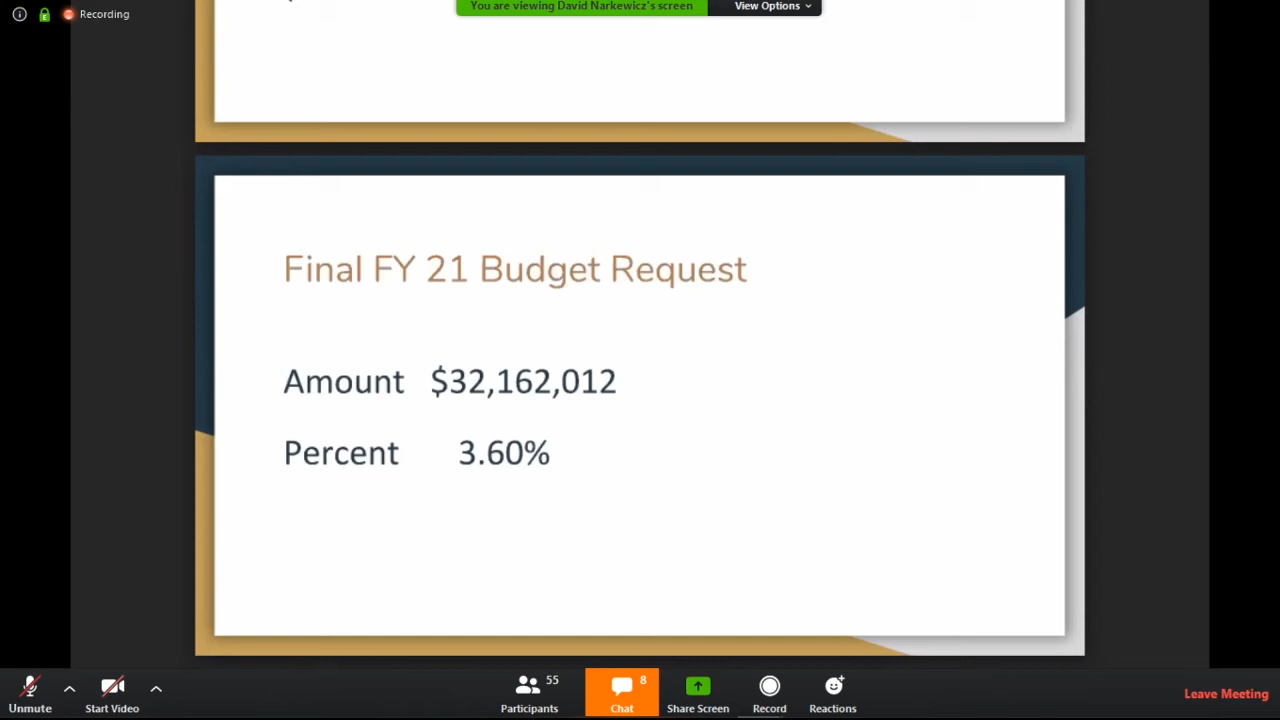 Recording
You are viewing David Narkewicz's screen
View Options
Final FY 21 Budget Request
Amount $32,162,012
Percent 3.60%
Unmute
Start Video
55
Participants
8
Chat
Share Screen
Record
Reactions
Leave Meeting